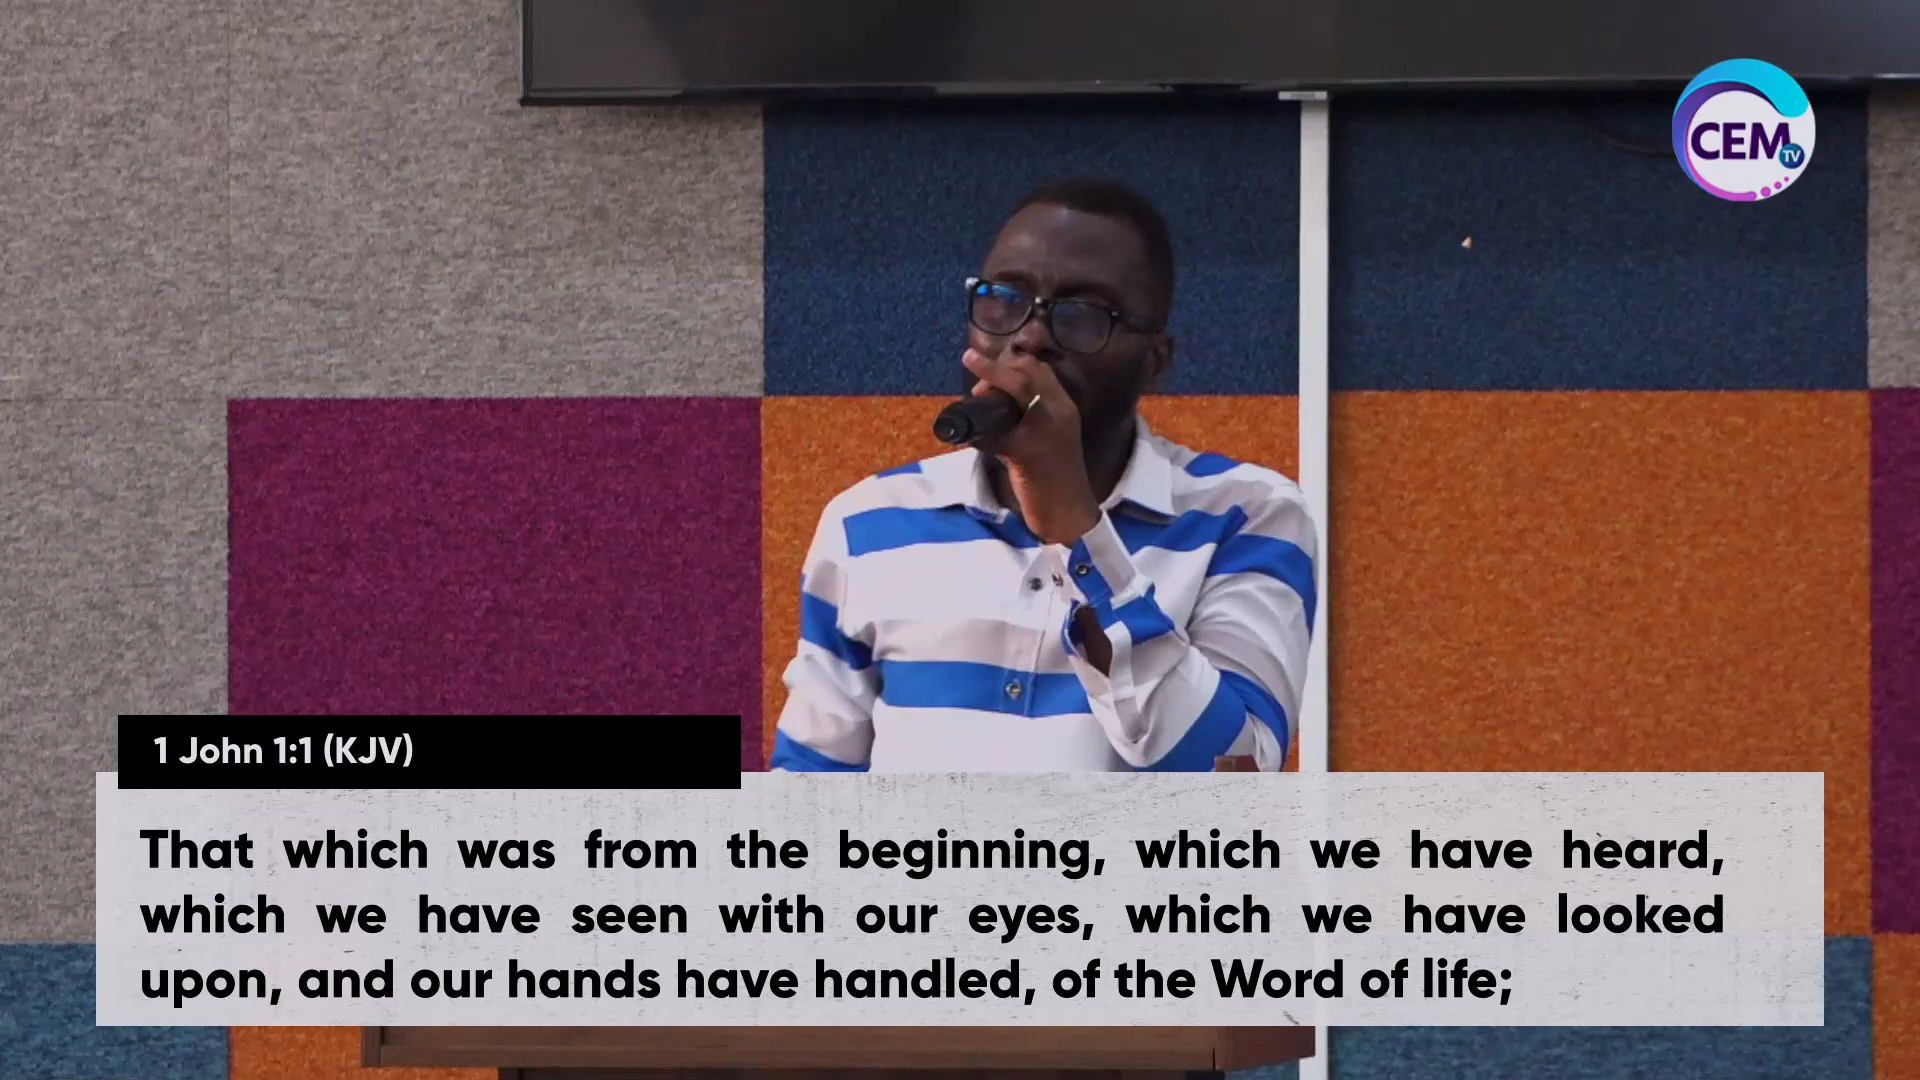 CEM
TV
1 John 1:1 (KJV)
That which was from the beginning, which we have heard,
which we have seen with our eyes, which we have looked
upon, and our hands have handled, of the Word of life;